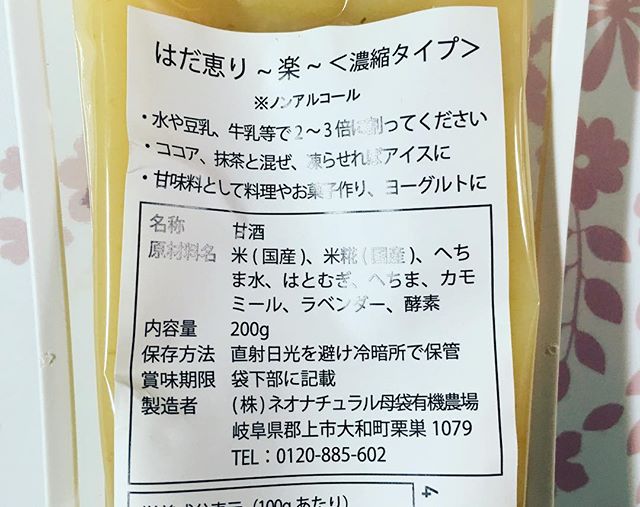 はだ恵り～楽～＜濃縮タイプ＞
※ノンアルコール
・水や豆乳、牛乳等で2～3倍に割ってください
・ココア、抹茶と混ぜ、凍らせればアイスに
・甘味料として料理やお菓子作り、ヨーグルトに
名称 甘酒
原材料名 米(国産)、米糀(国産)、へち
ま水、はとむぎ、へちま、カモ
ミール、ラベンダー、酵素
内容量 200g
保存方法 直射日光を避け冷暗所で保管
賞味期限 袋下部に記載
製造者 (株)ネオナチュラル母袋有機農場
岐阜県郡上市大和町栗巣 1079
TEL：0120-885-602
(100g あたり)
4